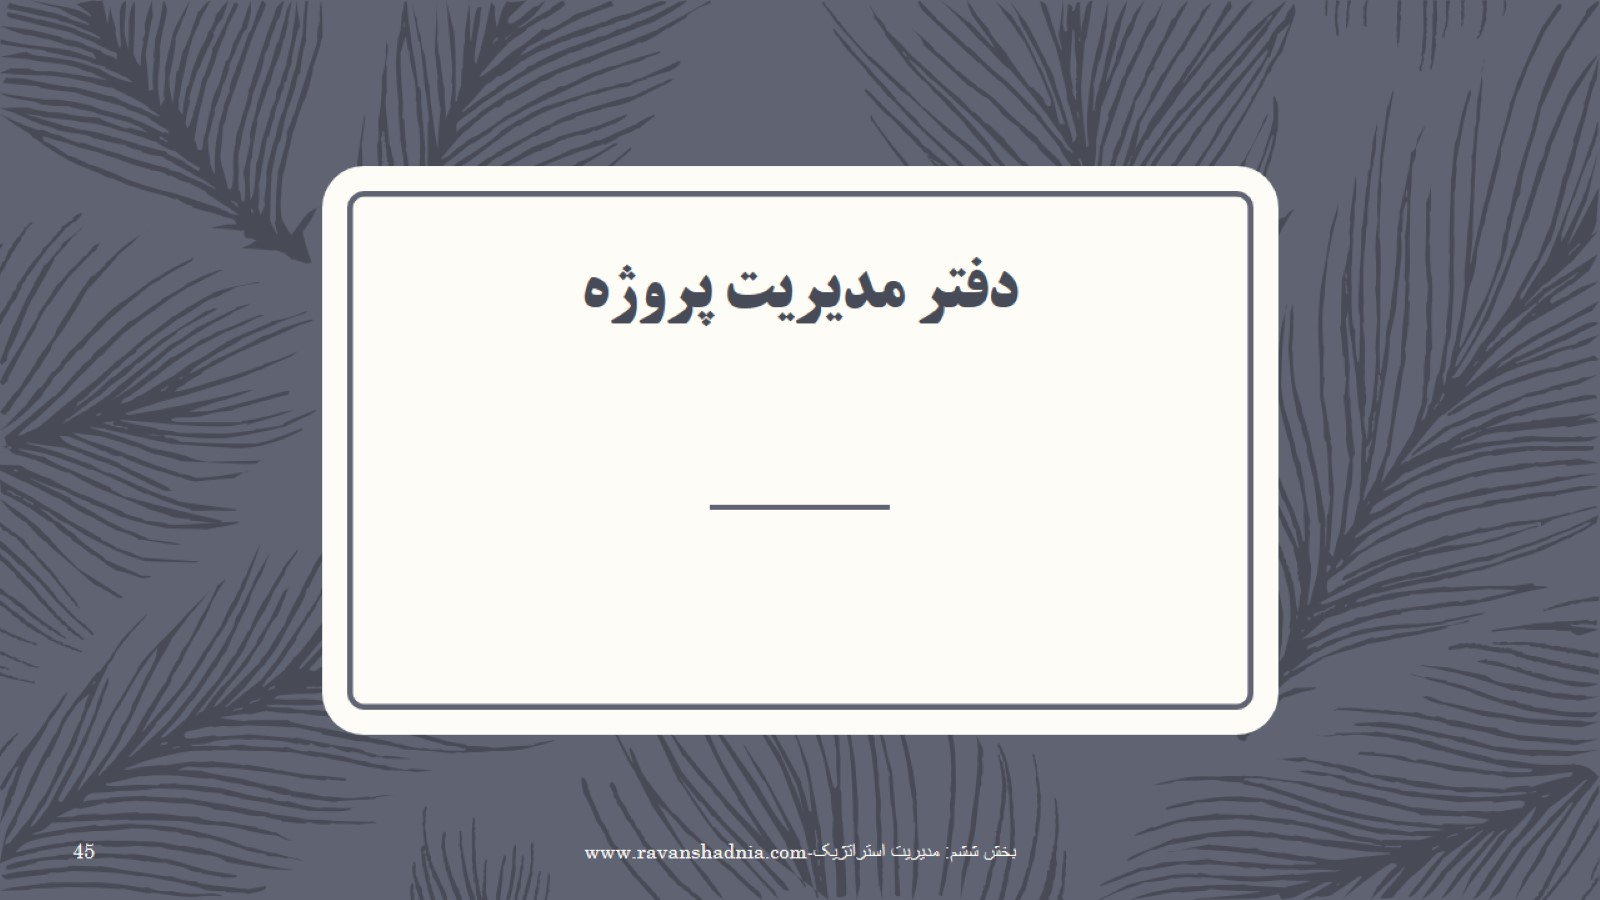 دفتر مدیریت پروژه
بخش ششم: مدیریت استراتژیک-www.ravanshadnia.com
45